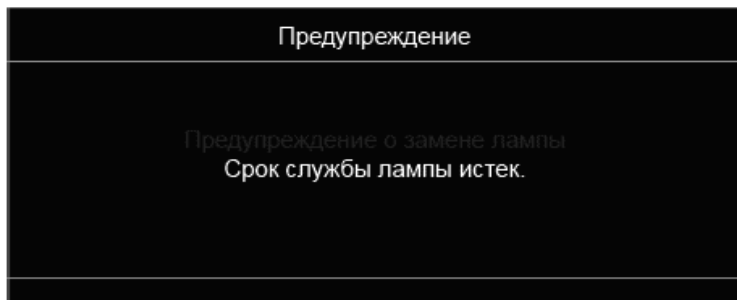 Предупреждение
Предупреждение о замене лампы
Срок службы лампы истек.